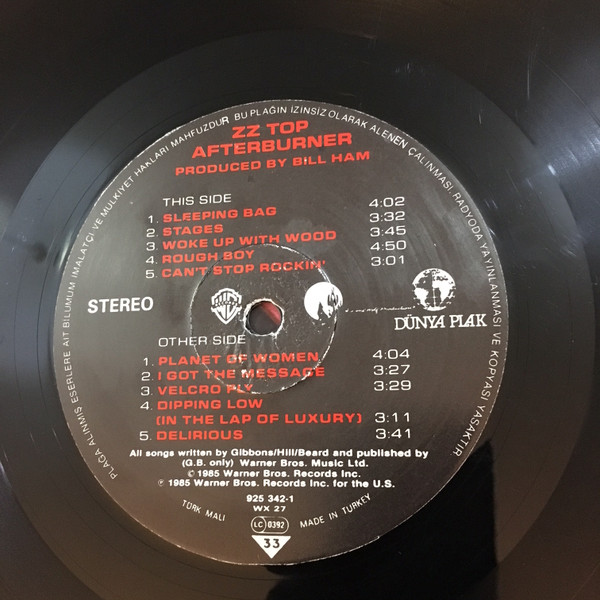 PLAĞA ALINMIŞ ESERLERE AİT BİLUMUM İMALATÇI VE MÜLKİYET HAKLARI MAHFUZDUR BU PLAĞIN İZİNSİZ OLARAK ALENEN ÇALINMASI, RADYODA YAYINLANMASI VE KOPYASI YASAKTIR
ZZ TOP
AFTERBURNER
PRODUCED BY BILL HAM
THIS SIDE
1. SLEEPING BAG 4:02
2. STAGES 3:32
3. WOKE UP WITH WOOD 3:45
4. ROUGH BOY 4:50
5. CAN'T STOP ROCKIN' 3:01
STEREO
DÜNYA PLAK
OTHER SIDE
1. PLANET OF WOMEN 4:04
2. I GOT THE MESSAGE 3:27
3. VELCRO FLY 3:29
4. DIPPING LOW
(IN THE LAP OF LUXURY) 3:11
5. DELIRIOUS 3:41
All songs written by Gibbons/Hill/Beard and published by
(G.B. only) Warner Bros. Music Ltd.
© 1985 Warner Bros. Records Inc.
℗ 1985 Warner Bros. Records Inc. for the U.S.
925 342-1
WX 27
TÜRK MALI
LC 0392
MADE IN TURKEY
33